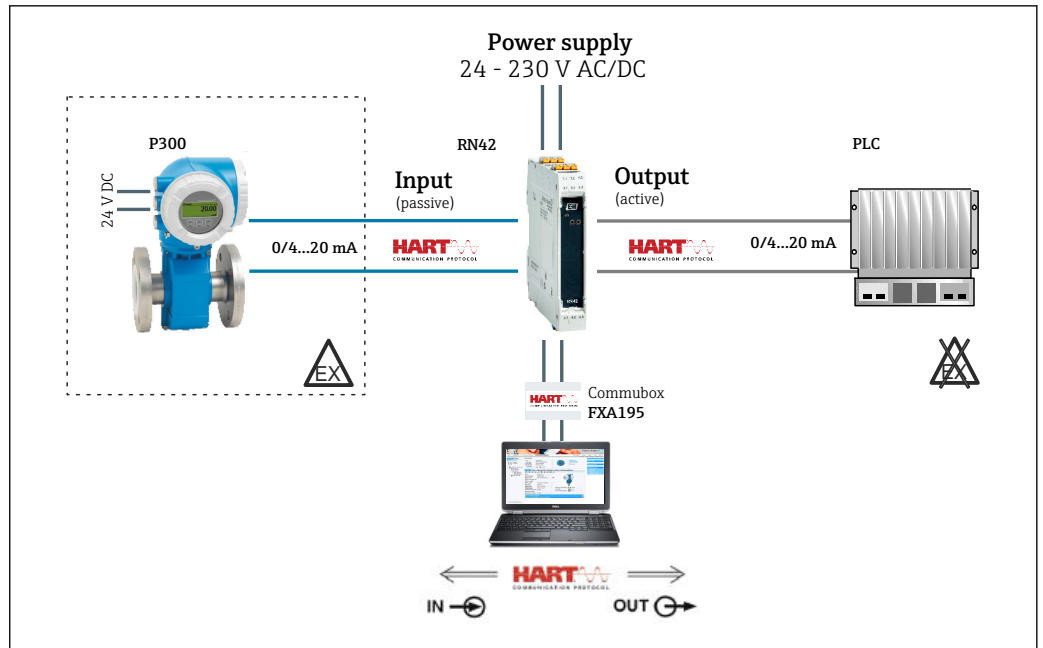 Power supply
24 - 230 V AC/DC
P300
RN42
PLC
24 V DC
20.00
Input
(passive)
Output
(active)
0/4...20 mA
HART
COMMUNICATION PROTOCOL
HART
COMMUNICATION PROTOCOL
0/4...20 mA
RN42
EX
EX
HART
Commubox
FXA195
HART
COMMUNICATION PROTOCOL
IN
OUT